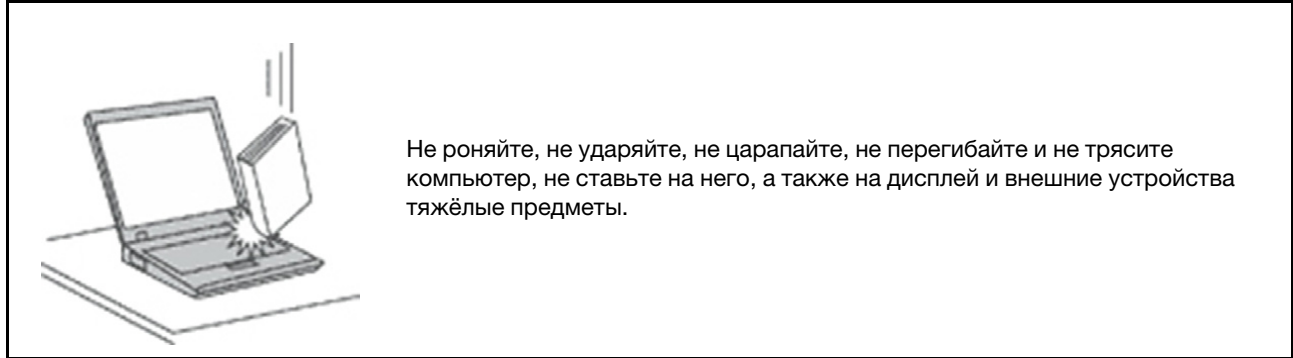 Не роняйте, не ударяйте, не царапайте, не перегибайте и не трясите
компьютер, не ставьте на него, а также на дисплей и внешние устройства
тяжёлые предметы.